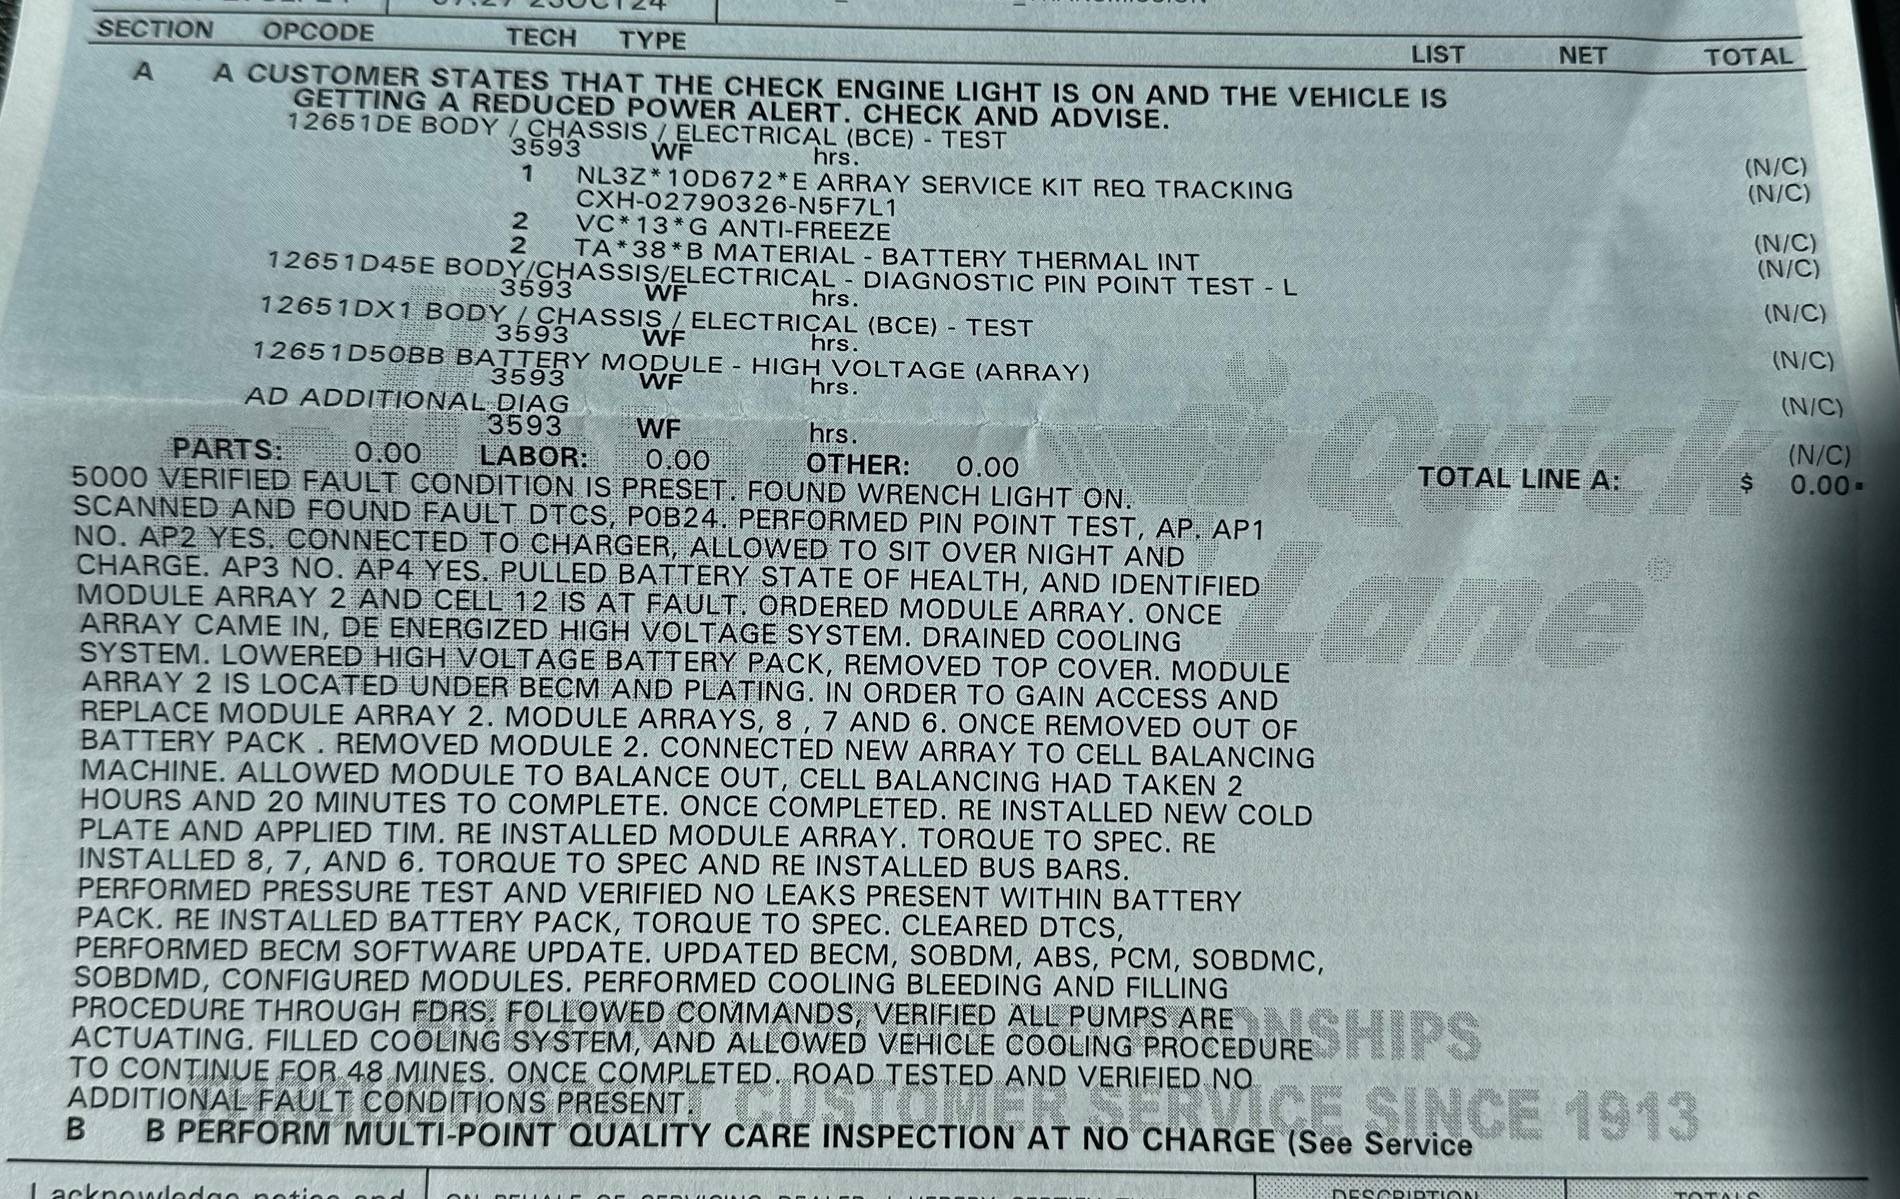 07:27 23OCT24
SECTION OPCODE TECH TYPE LIST NET TOTAL
A A CUSTOMER STATES THAT THE CHECK ENGINE LIGHT IS ON AND THE VEHICLE IS
GETTING A REDUCED POWER ALERT. CHECK AND ADVISE.
12651DE BODY / CHASSIS / ELECTRICAL (BCE) - TEST
3593 WF hrs. (N/C)
1 NL3Z*10D672*E ARRAY SERVICE KIT REQ TRACKING (N/C)
CXH-02790326-N5F7L1
2 VC*13*G ANTI-FREEZE (N/C)
2 TA*38*B MATERIAL - BATTERY THERMAL INT (N/C)
12651D45E BODY/CHASSIS/ELECTRICAL - DIAGNOSTIC PIN POINT TEST - L
3593 WF hrs. (N/C)
12651DX1 BODY / CHASSIS / ELECTRICAL (BCE) - TEST
3593 WF hrs. (N/C)
12651D50BB BATTERY MODULE - HIGH VOLTAGE (ARRAY)
3593 WF hrs. (N/C)
AD ADDITIONAL DIAG
3593 WF hrs. (N/C)
PARTS: 0.00 LABOR: 0.00 OTHER: 0.00 TOTAL LINE A: $ 0.00
5000 VERIFIED FAULT CONDITION IS PRESET. FOUND WRENCH LIGHT ON.
SCANNED AND FOUND FAULT DTCS, P0B24. PERFORMED PIN POINT TEST, AP. AP1
NO. AP2 YES. CONNECTED TO CHARGER, ALLOWED TO SIT OVER NIGHT AND
CHARGE. AP3 NO. AP4 YES. PULLED BATTERY STATE OF HEALTH, AND IDENTIFIED
MODULE ARRAY 2 AND CELL 12 IS AT FAULT. ORDERED MODULE ARRAY. ONCE
ARRAY CAME IN, DE ENERGIZED HIGH VOLTAGE SYSTEM. DRAINED COOLING
SYSTEM. LOWERED HIGH VOLTAGE BATTERY PACK, REMOVED TOP COVER. MODULE
ARRAY 2 IS LOCATED UNDER BECM AND PLATING. IN ORDER TO GAIN ACCESS AND
REPLACE MODULE ARRAY 2. MODULE ARRAYS, 8 , 7 AND 6. ONCE REMOVED OUT OF
BATTERY PACK . REMOVED MODULE 2. CONNECTED NEW ARRAY TO CELL BALANCING
MACHINE. ALLOWED MODULE TO BALANCE OUT, CELL BALANCING HAD TAKEN 2
HOURS AND 20 MINUTES TO COMPLETE. ONCE COMPLETED. RE INSTALLED NEW COLD
PLATE AND APPLIED TIM. RE INSTALLED MODULE ARRAY. TORQUE TO SPEC. RE
INSTALLED 8, 7, AND 6. TORQUE TO SPEC AND RE INSTALLED BUS BARS.
PERFORMED PRESSURE TEST AND VERIFIED NO LEAKS PRESENT WITHIN BATTERY
PACK. RE INSTALLED BATTERY PACK, TORQUE TO SPEC. CLEARED DTCS,
PERFORMED BECM SOFTWARE UPDATE. UPDATED BECM, SOBDM, ABS, PCM, SOBDMC,
SOBDMD, CONFIGURED MODULES. PERFORMED COOLING BLEEDING AND FILLING
PROCEDURE THROUGH FDRS. FOLLOWED COMMANDS, VERIFIED ALL PUMPS ARE
ACTUATING. FILLED COOLING SYSTEM, AND ALLOWED VEHICLE COOLING PROCEDURE
TO CONTINUE FOR 48 MINES. ONCE COMPLETED. ROAD TESTED AND VERIFIED NO
ADDITIONAL FAULT CONDITIONS PRESENT.
B B PERFORM MULTI-POINT QUALITY CARE INSPECTION AT NO CHARGE (See Service
Quick
Lane®
CUSTOMER SERVICE SINCE 1913
I acknowledge notice and
DESCRIPTION TOTALS